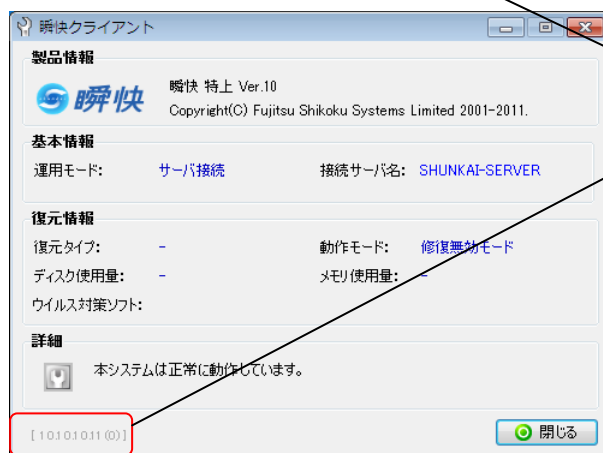 瞬快クライアント
製品情報
瞬快
瞬快 特上 Ver.10
Copyright(C) Fujitsu Shikoku Systems Limited 2001-2011.
基本情報
運用モード: サーバ接続 接続サーバ名: SHUNKAI-SERVER
復元情報
復元タイプ: - 動作モード: 修復無効モード
ディスク使用量: - メモリ使用量: -
ウイルス対策ソフト:
詳細
本システムは正常に動作しています。
[ 10.10.10.11 (0) ] 閉じる